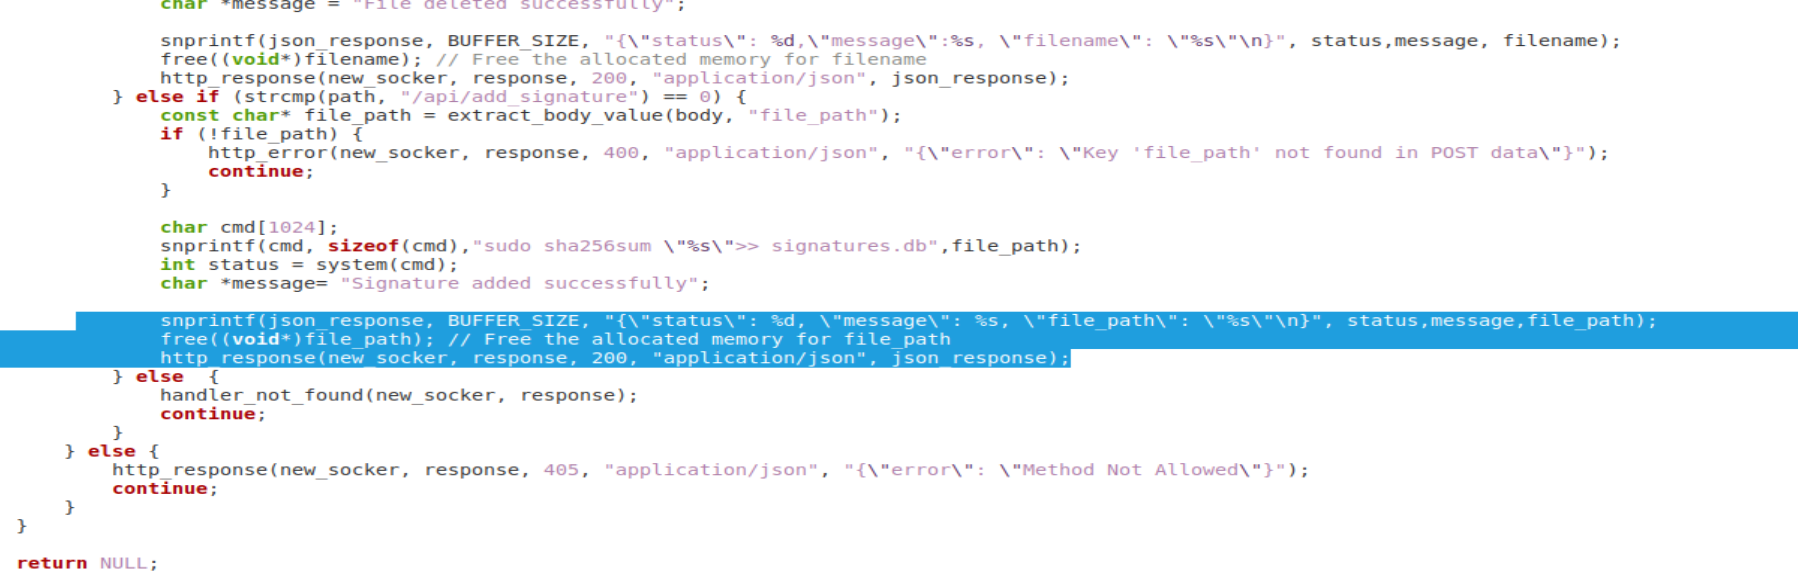 char *message = "File deleted successfully";
snprintf(json_response, BUFFER_SIZE, "{\"status\": %d,\"message\":%s, \"filename\": \"%s\"\n}", status,message, filename);
free((void*)filename); // Free the allocated memory for filename
http_response(new_socker, response, 200, "application/json", json_response);
} else if (strcmp(path, "/api/add_signature") == 0) {
const char* file_path = extract_body_value(body, "file_path");
if (!file_path) {
http_error(new_socker, response, 400, "application/json", "{\"error\": \"Key 'file_path' not found in POST data\"}");
continue;
}
char cmd[1024];
snprintf(cmd, sizeof(cmd),"sudo sha256sum \"%s\">> signatures.db",file_path);
int status = system(cmd);
char *message= "Signature added successfully";
snprintf(json_response, BUFFER_SIZE, "{\"status\": %d, \"message\": %s, \"file_path\": \"%s\"\n}", status,message,file_path);
free((void*)file_path); // Free the allocated memory for file_path
http_response(new_socker, response, 200, "application/json", json_response);
} else  {
handler_not_found(new_socker, response);
continue;
}
} else {
http_response(new_socker, response, 405, "application/json", "{\"error\": \"Method Not Allowed\"}");
continue;
}
}
return NULL;